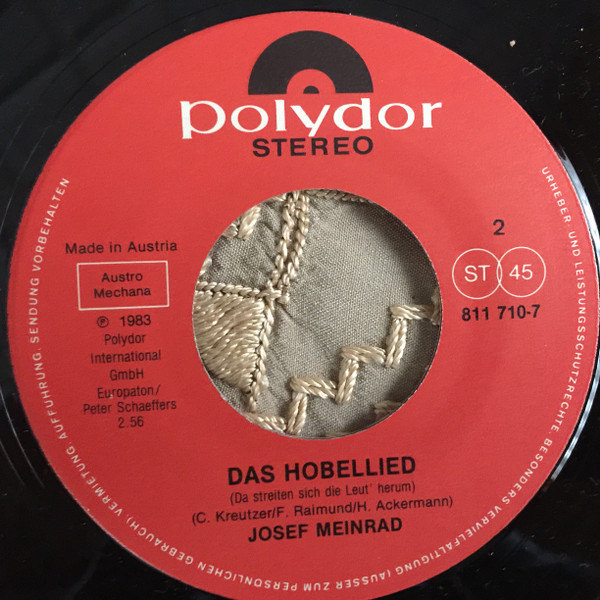 polydor
STEREO
Made in Austria
Austro
Mechana
℗ 1983
Polydor
International
GmbH
Europaton/
Peter Schaeffers
2.56
2
ST 45
811 710-7
DAS HOBELLIED
(Da streiten sich die Leut' herum)
(C. Kreutzer/F. Raimund/H. Ackermann)
JOSEF MEINRAD
URHEBER- UND LEISTUNGSSCHUTZRECHTE, BESONDERS VERVIELFÄLTIGUNG (AUSSER ZUM PERSÖNLICHEN GEBRAUCH), VERMIETUNG, AUFFÜHRUNG, SENDUNG VORBEHALTEN